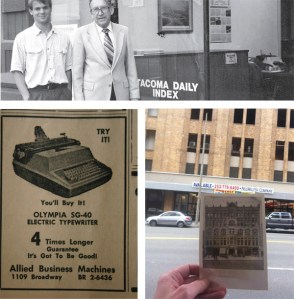 TACOMA DAILY
INDEX
TRY
IT!
You'll Buy It!
OLYMPIA SG-40
ELECTRIC TYPEWRITER
4 Times Longer
Guarantee
It's Got To Be Good!
Allied Business Machines
1109 Broadway BR 2-6436
AVAILABLE